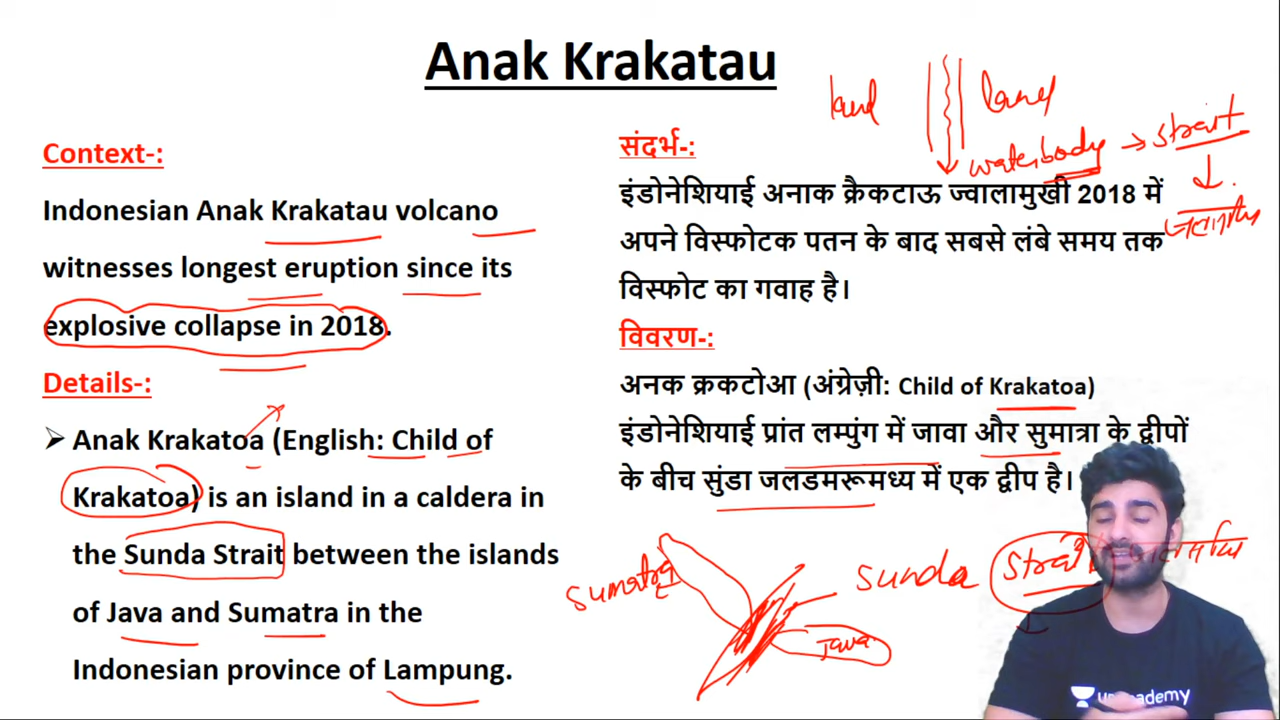 Anak Krakatau
Context-:
Indonesian Anak Krakatau volcano
witnesses longest eruption since its
explosive collapse in 2018.
Details-:
➢ Anak Krakatoa (English: Child of
Krakatoa) is an island in a caldera in
the Sunda Strait between the islands
of Java and Sumatra in the
Indonesian province of Lampung.
land
land
waterbody → strait
संदर्भ-:
इंडोनेशियाई अनाक क्रैकटाऊ ज्वालामुखी 2018 में
अपने विस्फोटक पतन के बाद सबसे लंबे समय तक
विस्फोट का गवाह है।
विवरण-:
अनक क्रकटोआ (अंग्रेज़ी: Child of Krakatoa)
इंडोनेशियाई प्रांत लम्पुंग में जावा और सुमात्रा के द्वीपों
के बीच सुंडा जलडमरूमध्य में एक द्वीप है।
Sumatra
Sunda Strait
Java